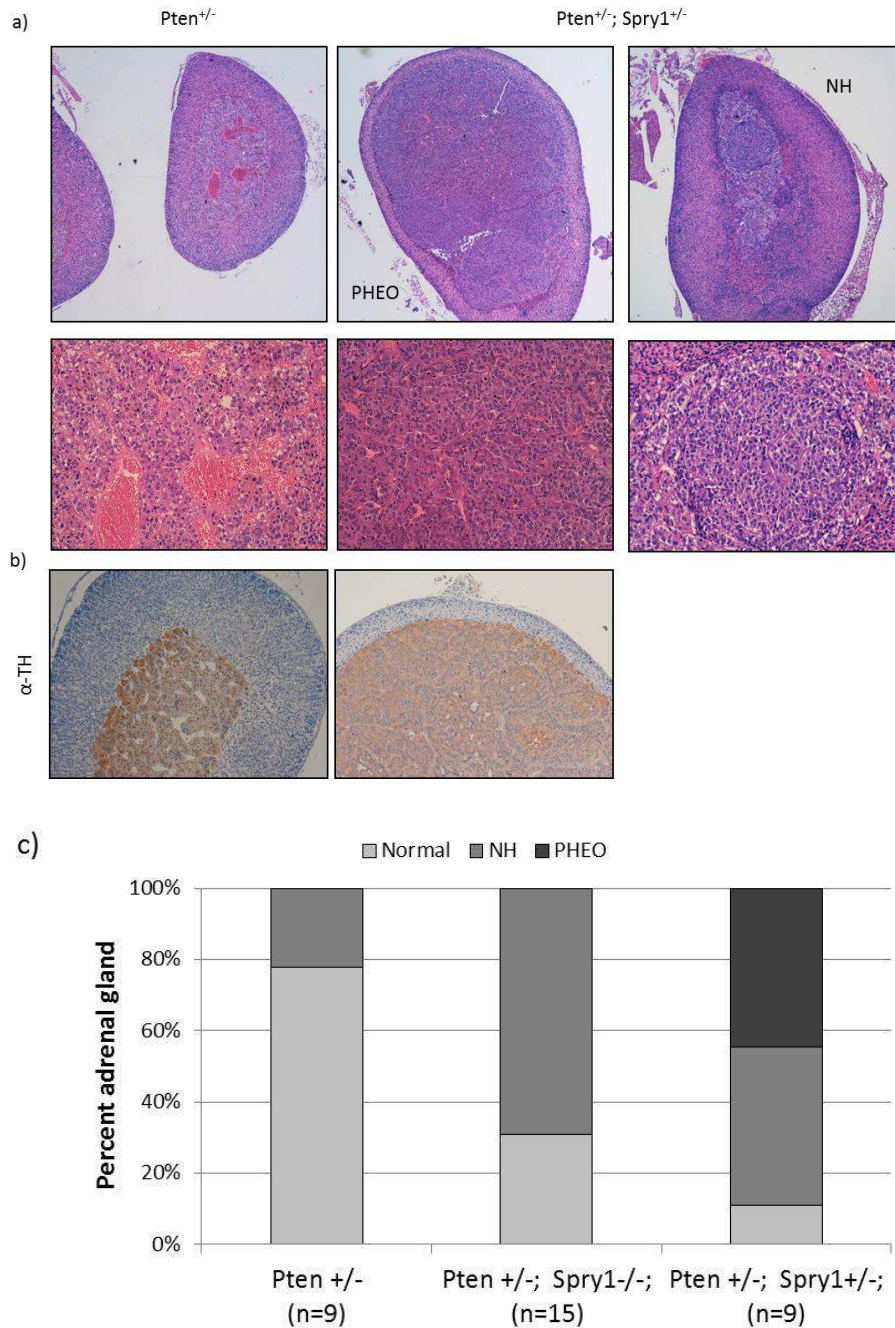 a)
Pten+/-
Pten+/-; Spry1+/-
PHEO
NH
b)
α-TH
c)
Normal NH PHEO
100%
80%
60%
40%
20%
0%
Percent adrenal gland
Pten +/- Pten +/-; Spry1-/-; Pten +/-; Spry1+/-;
(n=9) (n=15) (n=9)